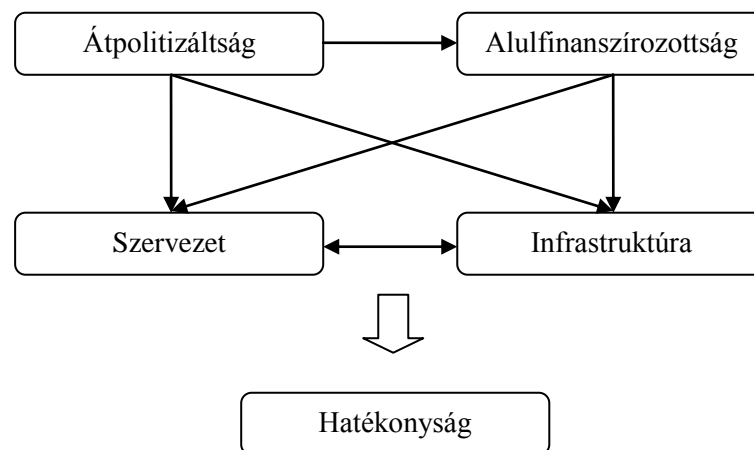 Átpolitizáltság
Alulfinanszírozottság
Szervezet
Infrastruktúra
Hatékonyság